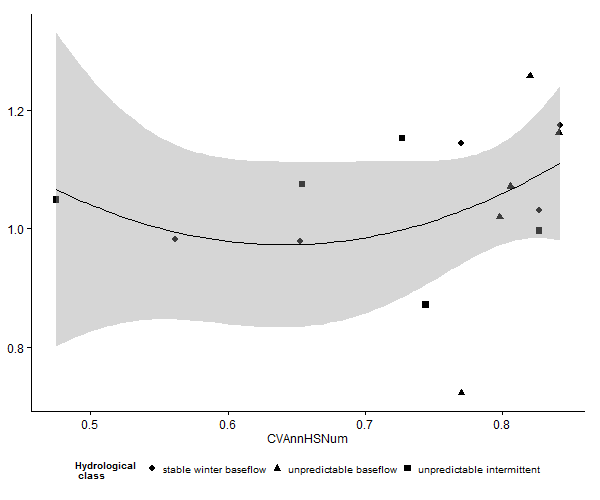 1.2
1.0
0.8
0.5 0.6 0.7 0.8
CVAnnHSNum
Hydrological
class
stable winter baseflow unpredictable baseflow unpredictable intermittent